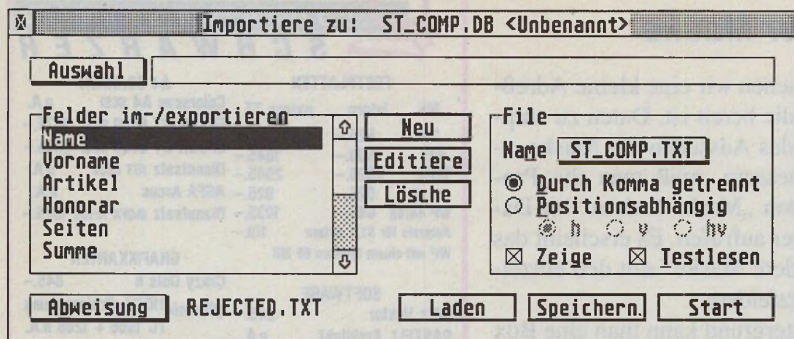 Importiere zu: ST_COMP.DB <Unbenannt>
Auswahl
Felder im-/exportieren
Name
Vorname
Artikel
Honorar
Seiten
Summe
Neu
Editiere
Lösche
File
Name ST_COMP.TXT
Durch Komma getrennt
Positionsabhängig
h v hv
Zeige Testlesen
Abweisung REJECTED.TXT Laden Speichern. Start